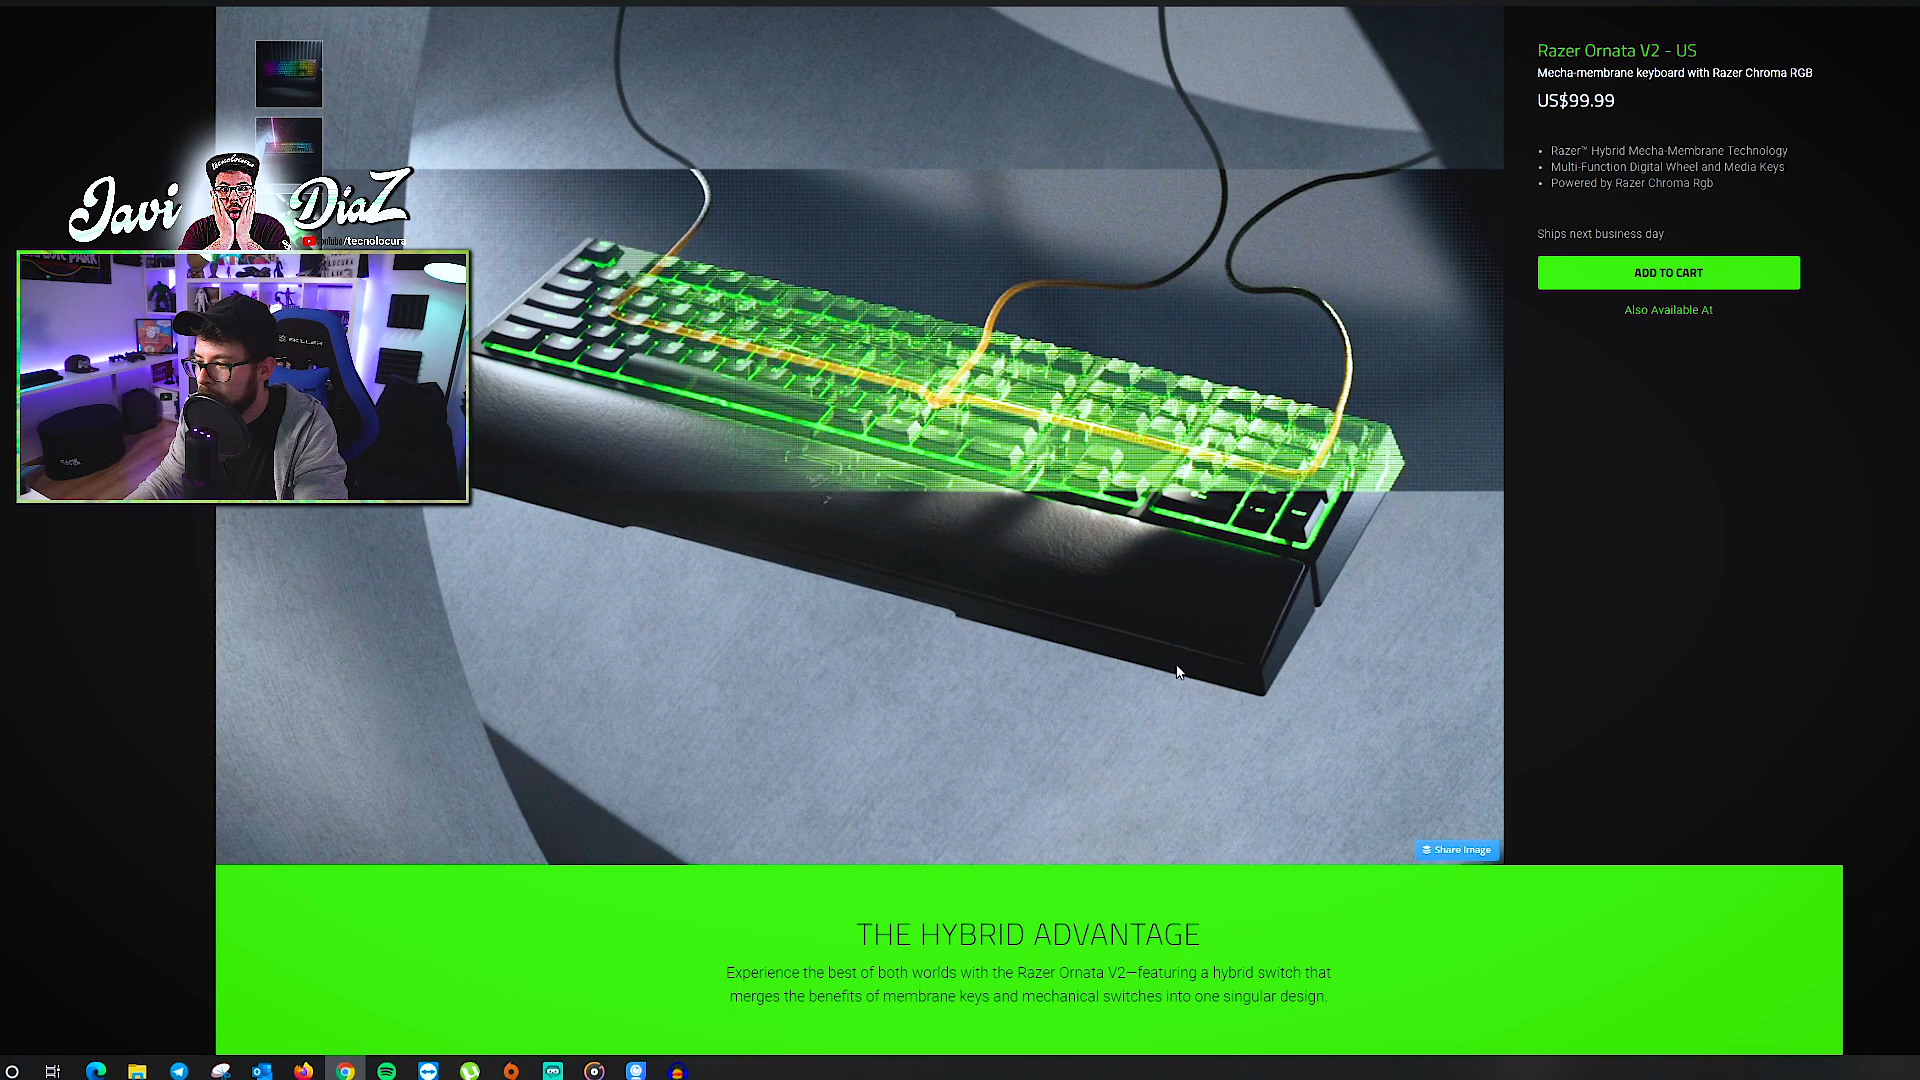 Razer Ornata V2 - US
Mecha-membrane keyboard with Razer Chroma RGB
US$99.99
Razer™ Hybrid Mecha-Membrane Technology
Multi-Function Digital Wheel and Media Keys
Powered by Razer Chroma Rgb
Ships next business day
ADD TO CART
Also Available At
tecnolocura
Javi DiaZ
YouTube/tecnolocura
SKILLER
Share Image
THE HYBRID ADVANTAGE
Experience the best of both worlds with the Razer Ornata V2—featuring a hybrid switch that
merges the benefits of membrane keys and mechanical switches into one singular design.